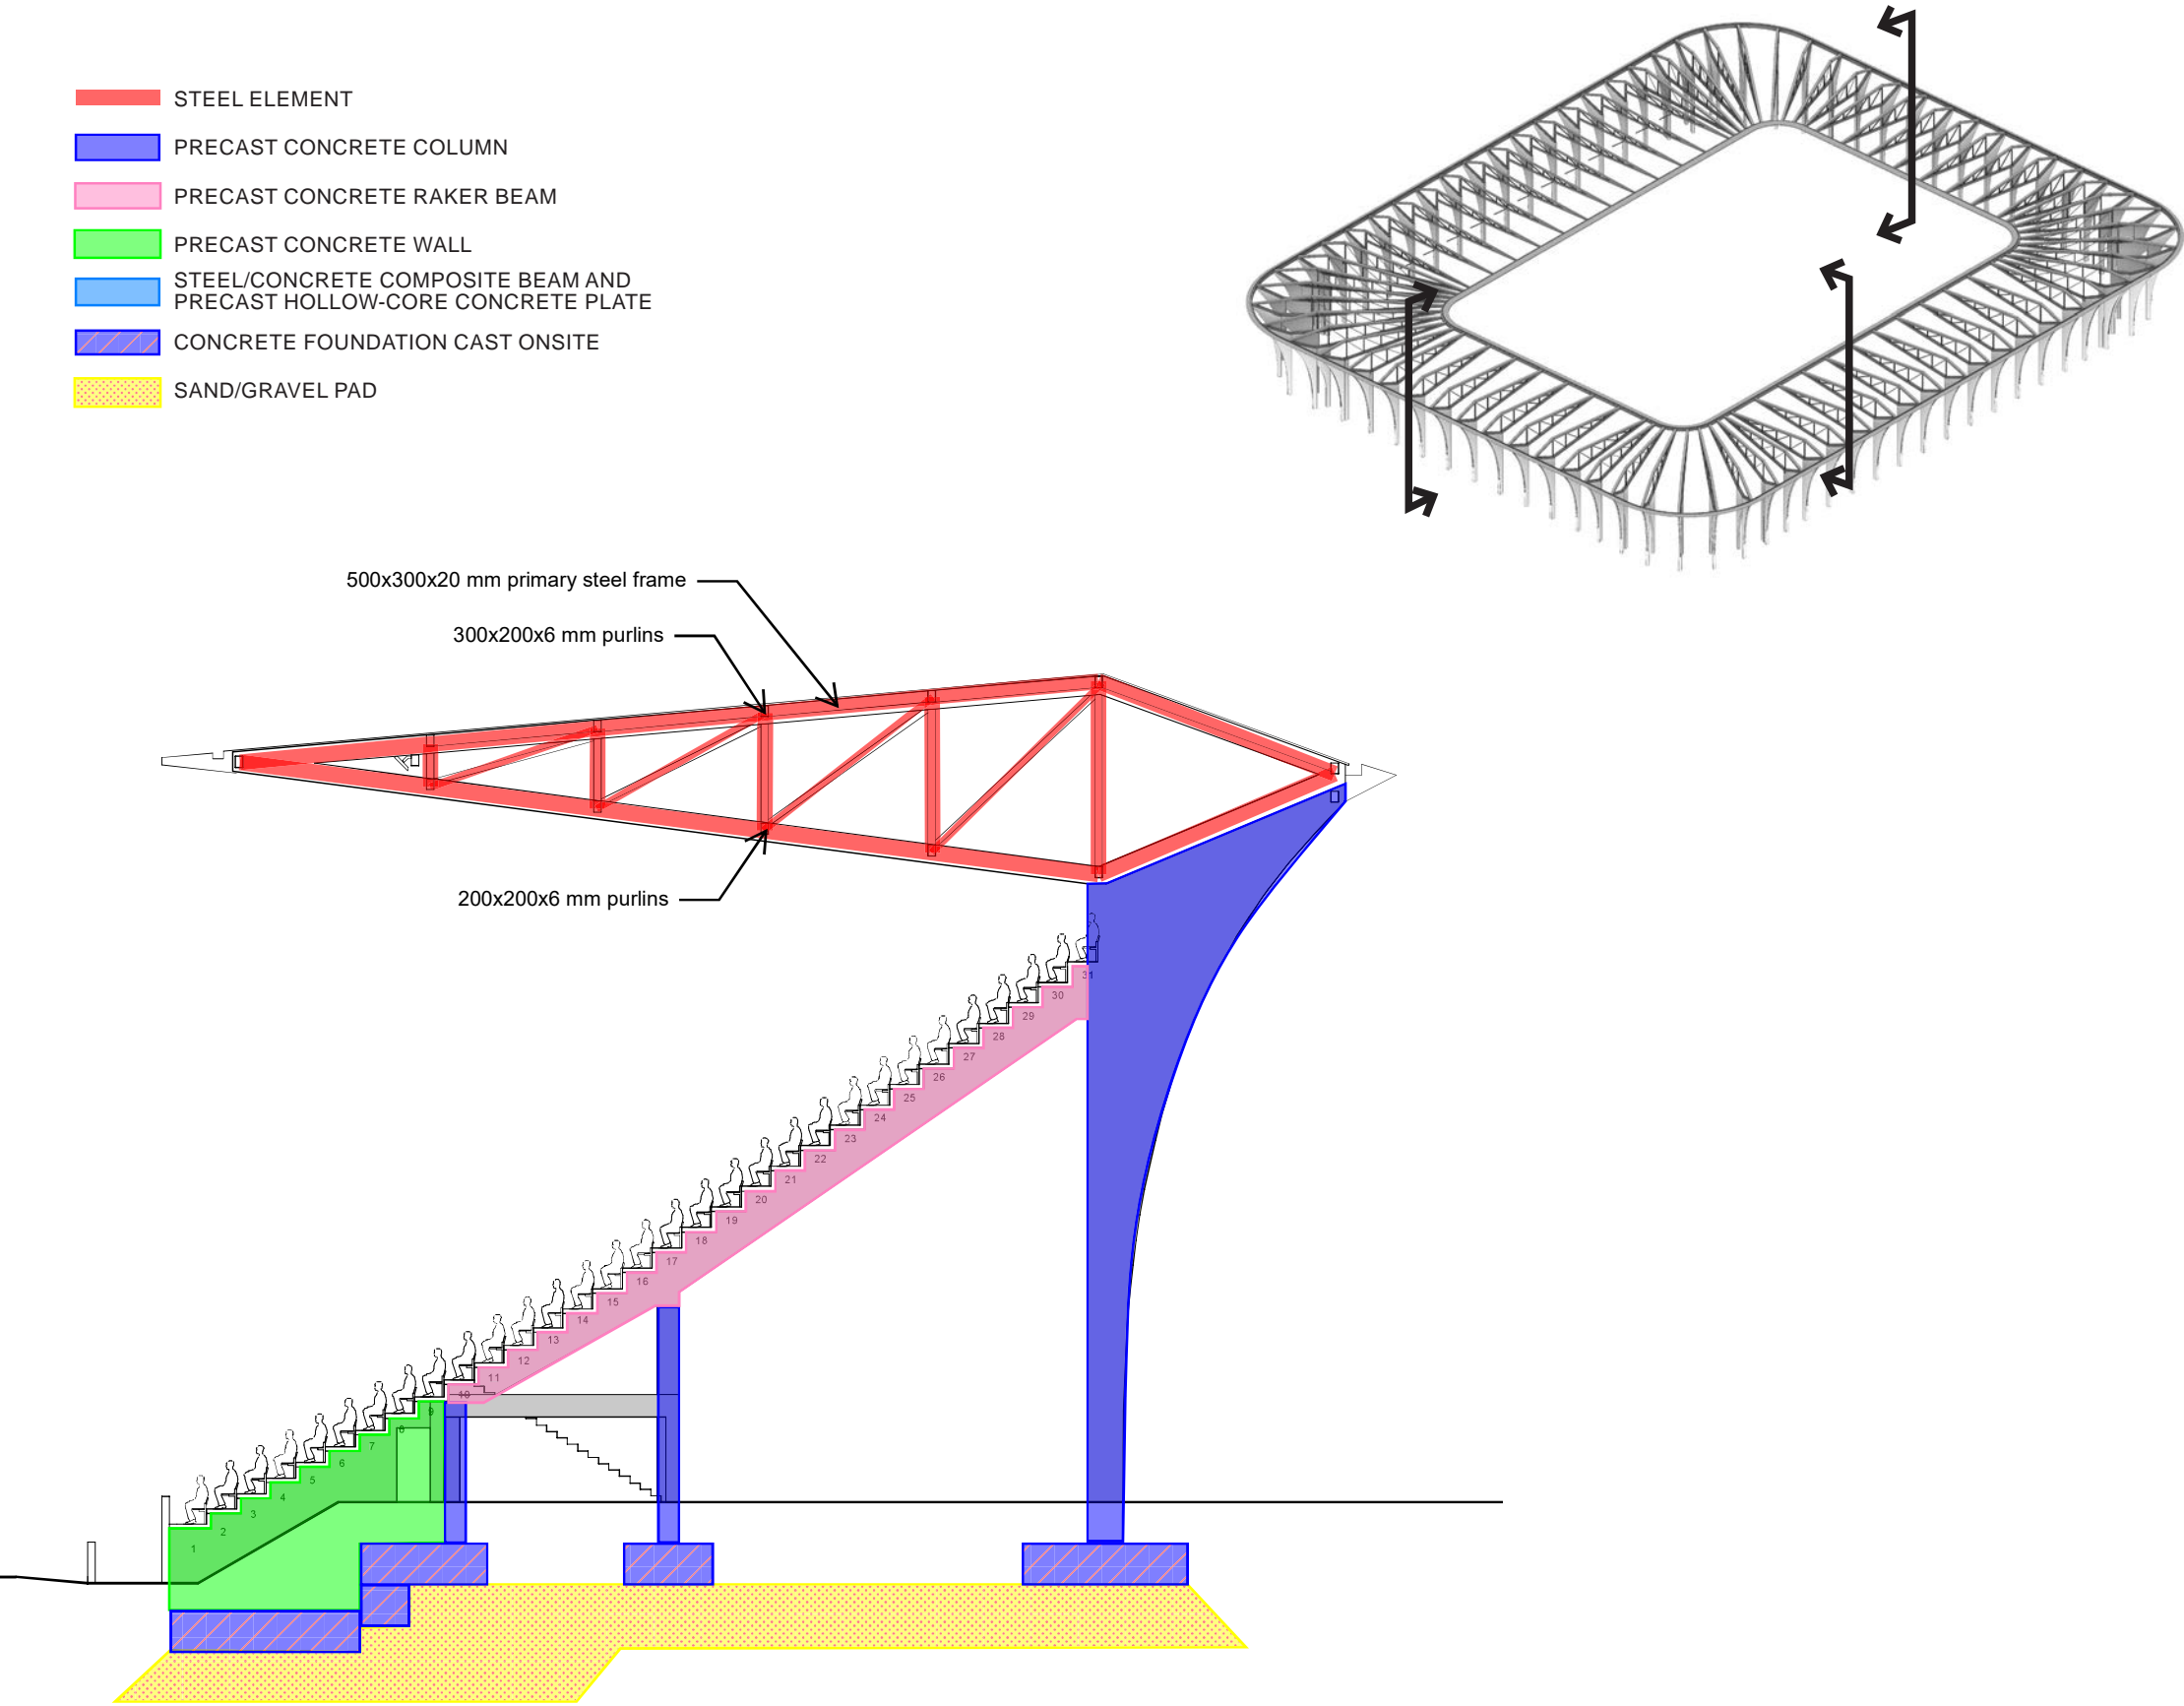 STEEL ELEMENT
PRECAST CONCRETE COLUMN
PRECAST CONCRETE RAKER BEAM
PRECAST CONCRETE WALL
STEEL/CONCRETE COMPOSITE BEAM AND
PRECAST HOLLOW-CORE CONCRETE PLATE
CONCRETE FOUNDATION CAST ONSITE
SAND/GRAVEL PAD
500x300x20 mm primary steel frame
300x200x6 mm purlins
200x200x6 mm purlins
31
30
29
28
27
26
25
24
23
22
21
20
19
18
17
16
15
14
13
12
11
10
9
8
7
6
5
4
3
2
1